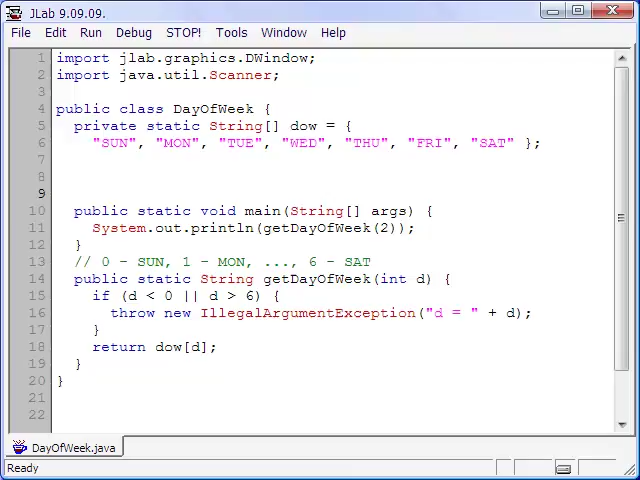 JLab 9.09.09.
File Edit Run Debug STOP! Tools Window Help
1 import jlab.graphics.DWindow;
2 import java.util.Scanner;
3
4 public class DayOfWeek {
5 private static String[] dow = {
6 "SUN", "MON", "TUE", "WED", "THU", "FRI", "SAT" };
7
8
9
10 public static void main(String[] args) {
11 System.out.println(getDayOfWeek(2));
12 }
13 // 0 - SUN, 1 - MON, ..., 6 - SAT
14 public static String getDayOfWeek(int d) {
15 if (d < 0 || d > 6) {
16 throw new IllegalArgumentException("d = " + d);
17 }
18 return dow[d];
19 }
20 }
21
22
DayOfWeek.java
Ready